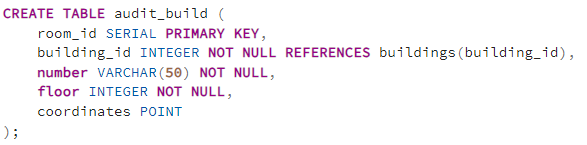 CREATE TABLE audit_build (
    room_id SERIAL PRIMARY KEY,
    building_id INTEGER NOT NULL REFERENCES buildings(building_id),
    number VARCHAR(50) NOT NULL,
    floor INTEGER NOT NULL,
    coordinates POINT
);